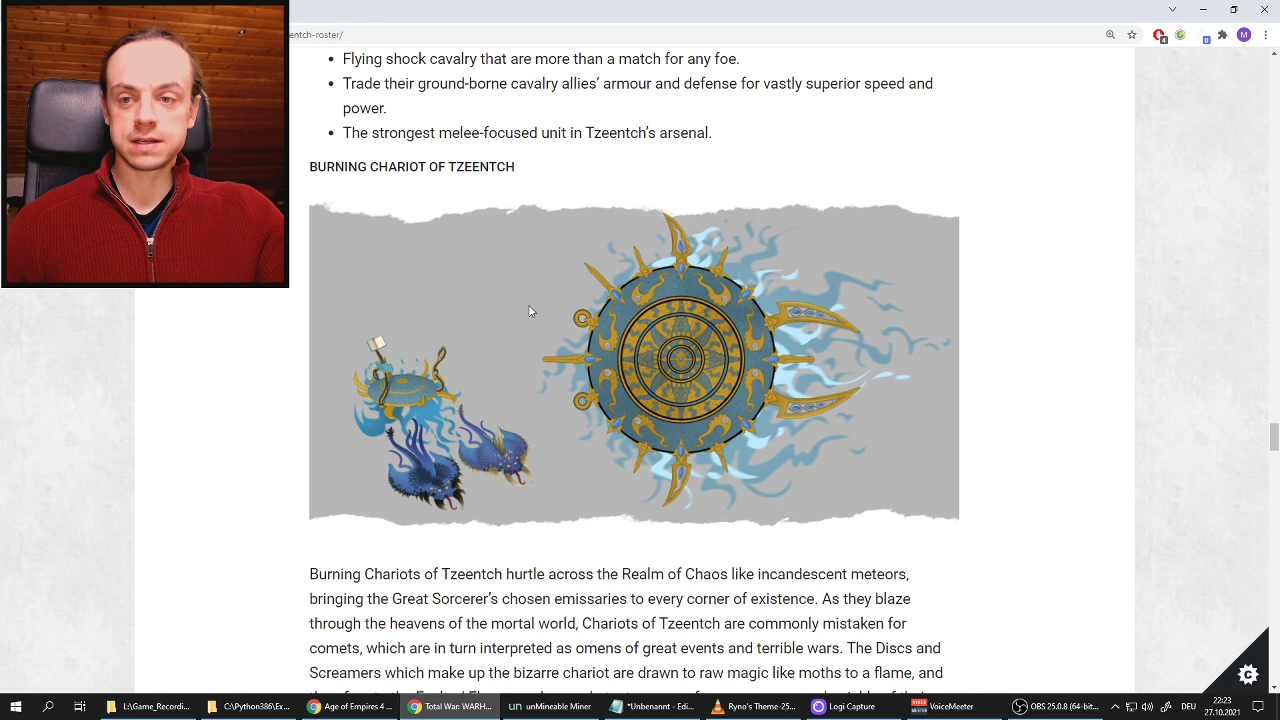 entch-roster/
Flying shock cavalry that are more than a match for any foe.
Trade their ground-borne cavalry allies’ armour and defense for vastly superior speed and
power.
The strongest melee-focused unit in Tzeentch’s arsenal.
BURNING CHARIOT OF TZEENTCH
Burning Chariots of Tzeentch hurtle across the Realm of Chaos like incandescent meteors,
bringing the Great Sorcerer’s chosen emissaries to every corner of existence. As they blaze
through the heavens of the mortal world, Chariots of Tzeentch are commonly mistaken for
comets, which are in turn interpreted as omens of great events and terrible wars. The Discs and
Screamers which make up the bizarre chariot are drawn to raw magic like moths to a flame, and
L:\Game_Recordi...
C:\Python386\Ex...
Age of Empires 4 ...
Total War: WARH...
unMineable Miner
*Unbenannt - Edi...
Ryno's Theme-25...
Logi Capture
VoiceMeeter
OBS 25.0.8 (64-bit...
DEU
22:23
27.10.2021